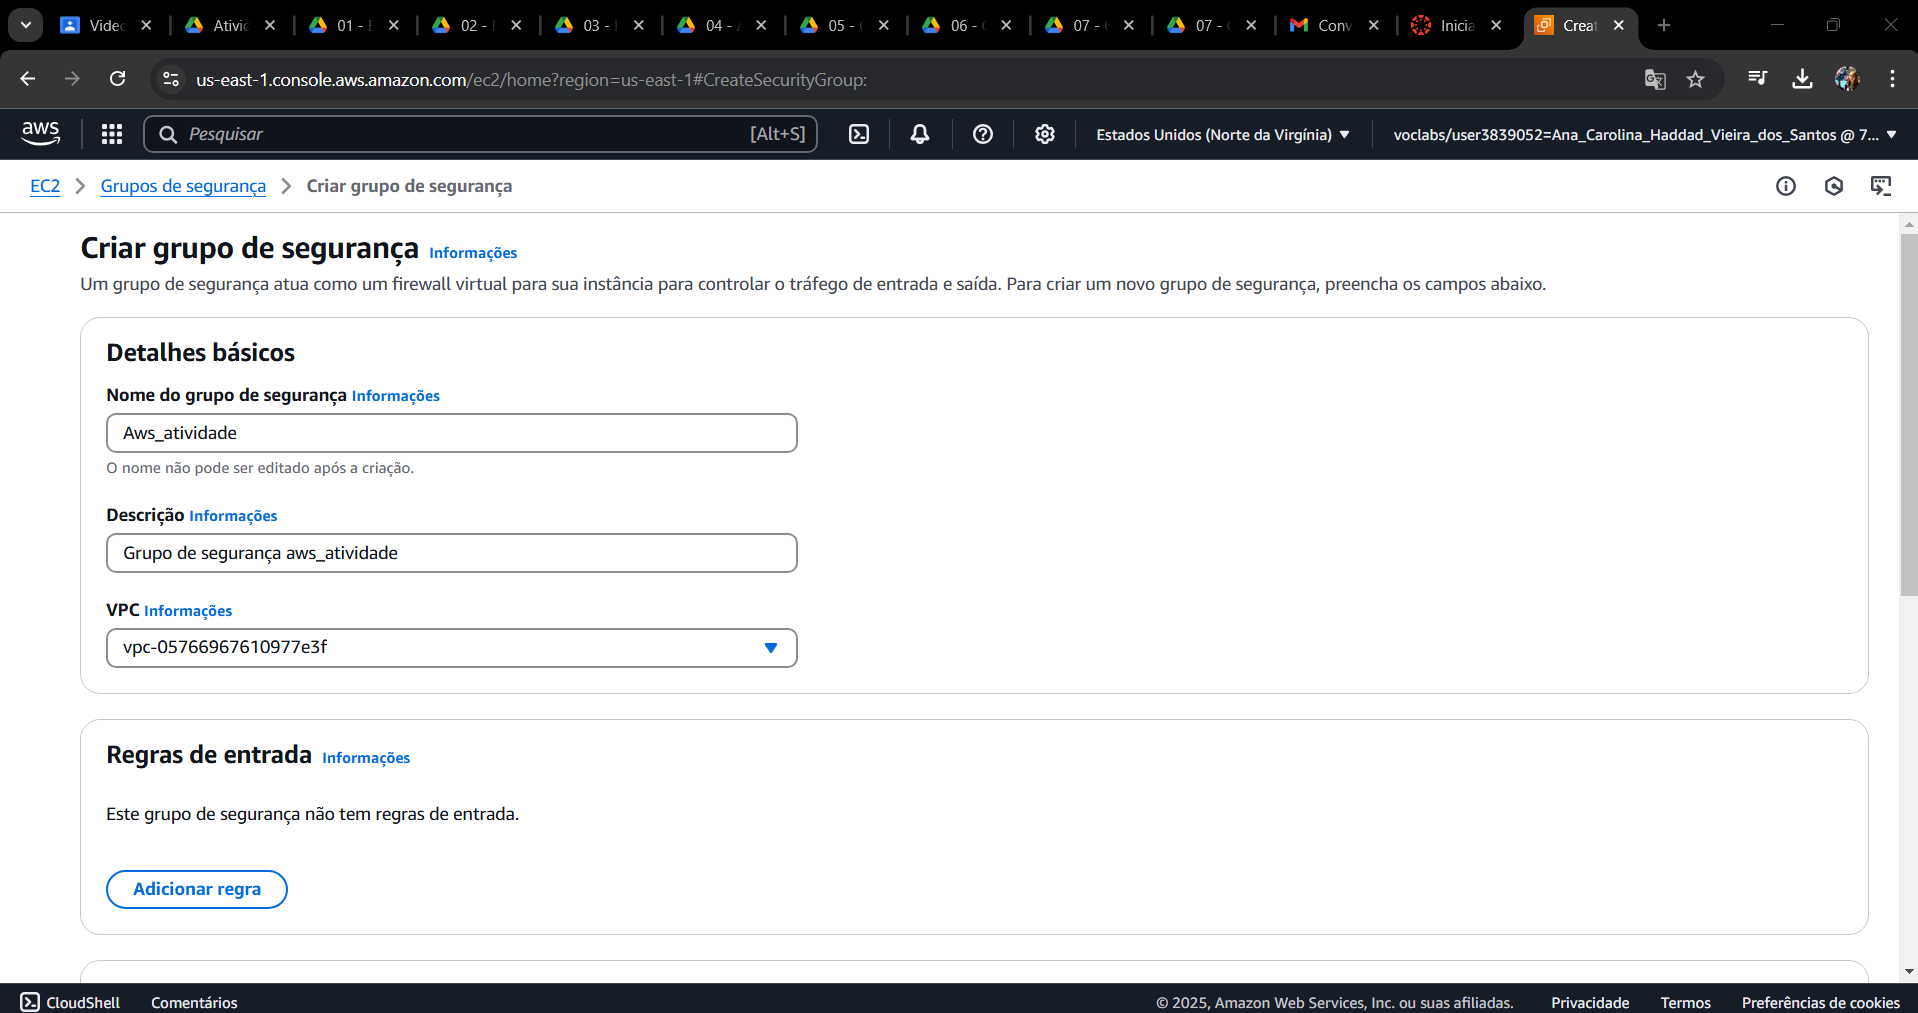 Videc
Ativic
01 -
02 -
03 -
04 -
05 -
06 -
07 -
07 -
Conv
Inicia
Creat
us-east-1.console.aws.amazon.com/ec2/home?region=us-east-1#CreateSecurityGroup:
aws
Pesquisar
[Alt+S]
Estados Unidos (Norte da Virgínia)
voclabs/user3839052=Ana_Carolina_Haddad_Vieira_dos_Santos @ 7...
EC2
Grupos de segurança
Criar grupo de segurança
Criar grupo de segurança Informações
Um grupo de segurança atua como um firewall virtual para sua instância para controlar o tráfego de entrada e saída. Para criar um novo grupo de segurança, preencha os campos abaixo.
Detalhes básicos
Nome do grupo de segurança Informações
Aws_atividade
O nome não pode ser editado após a criação.
Descrição Informações
Grupo de segurança aws_atividade
VPC Informações
vpc-05766967610977e3f
Regras de entrada Informações
Este grupo de segurança não tem regras de entrada.
Adicionar regra
CloudShell
Comentários
© 2025, Amazon Web Services, Inc. ou suas afiliadas.
Privacidade
Termos
Preferências de cookies